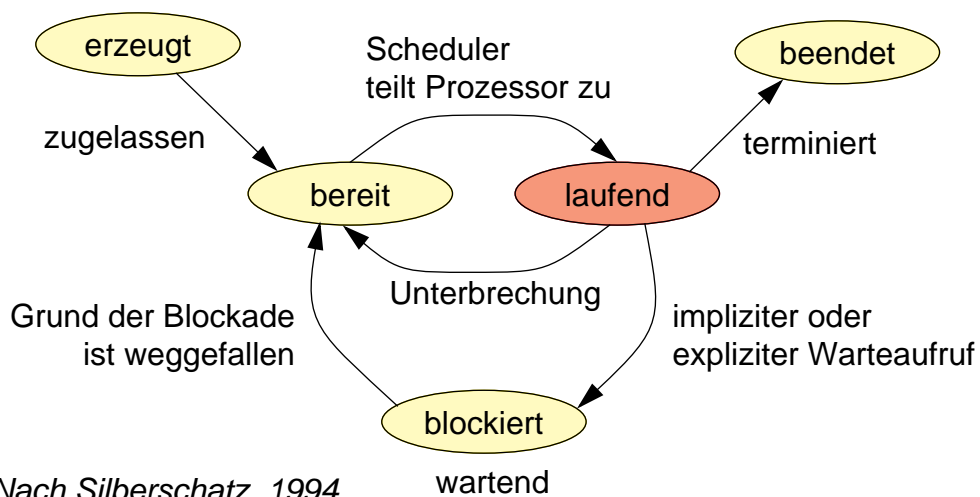 erzeugt
Scheduler
teilt Prozessor zu
beendet
zugelassen
terminiert
bereit
laufend
Unterbrechung
Grund der Blockade
ist weggefallen
impliziter oder
expliziter Warteaufruf
blockiert
wartend
Nach Silberschatz, 1994